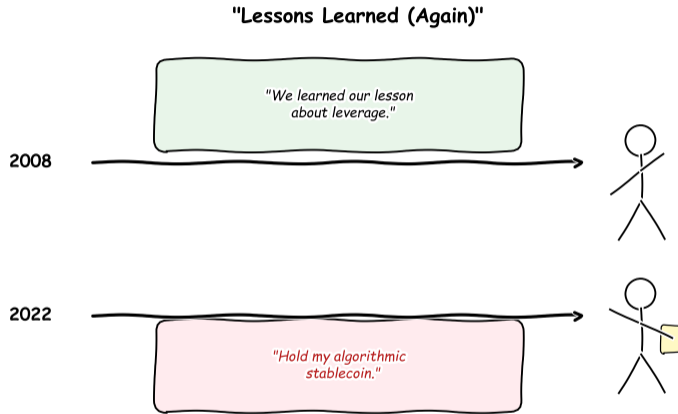 "Lessons Learned (Again)"
"We learned our lesson
about leverage."
2008
2022
"Hold my algorithmic
stablecoin."